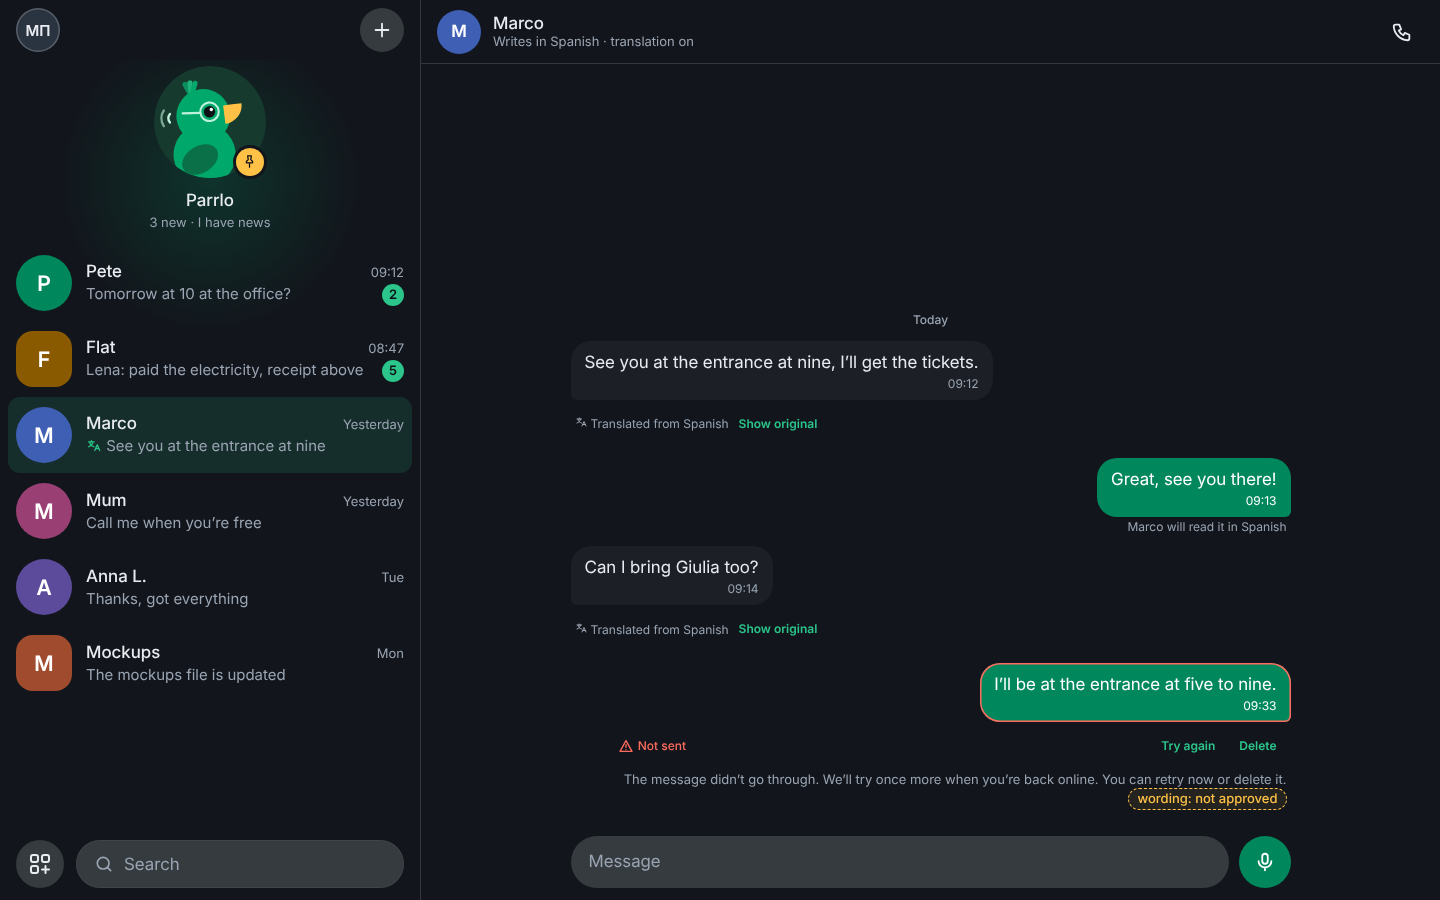 МП
Parrlo
3 new · I have news
P
Pete
09:12
Tomorrow at 10 at the office?
2
F
Flat
08:47
Lena: paid the electricity, receipt above
5
M
Marco
Yesterday
See you at the entrance at nine
M
Mum
Yesterday
Call me when you’re free
A
Anna L.
Tue
Thanks, got everything
M
Mockups
Mon
The mockups file is updated
Search
M
Marco
Writes in Spanish · translation on
Today
See you at the entrance at nine, I’ll get the tickets.
09:12
Translated from Spanish Show original
Great, see you there!
09:13
Marco will read it in Spanish
Can I bring Giulia too?
09:14
Translated from Spanish Show original
I’ll be at the entrance at five to nine.
09:33
Not sent Try again Delete
The message didn’t go through. We’ll try once more when you’re back online. You can retry now or delete it.
wording: not approved
Message